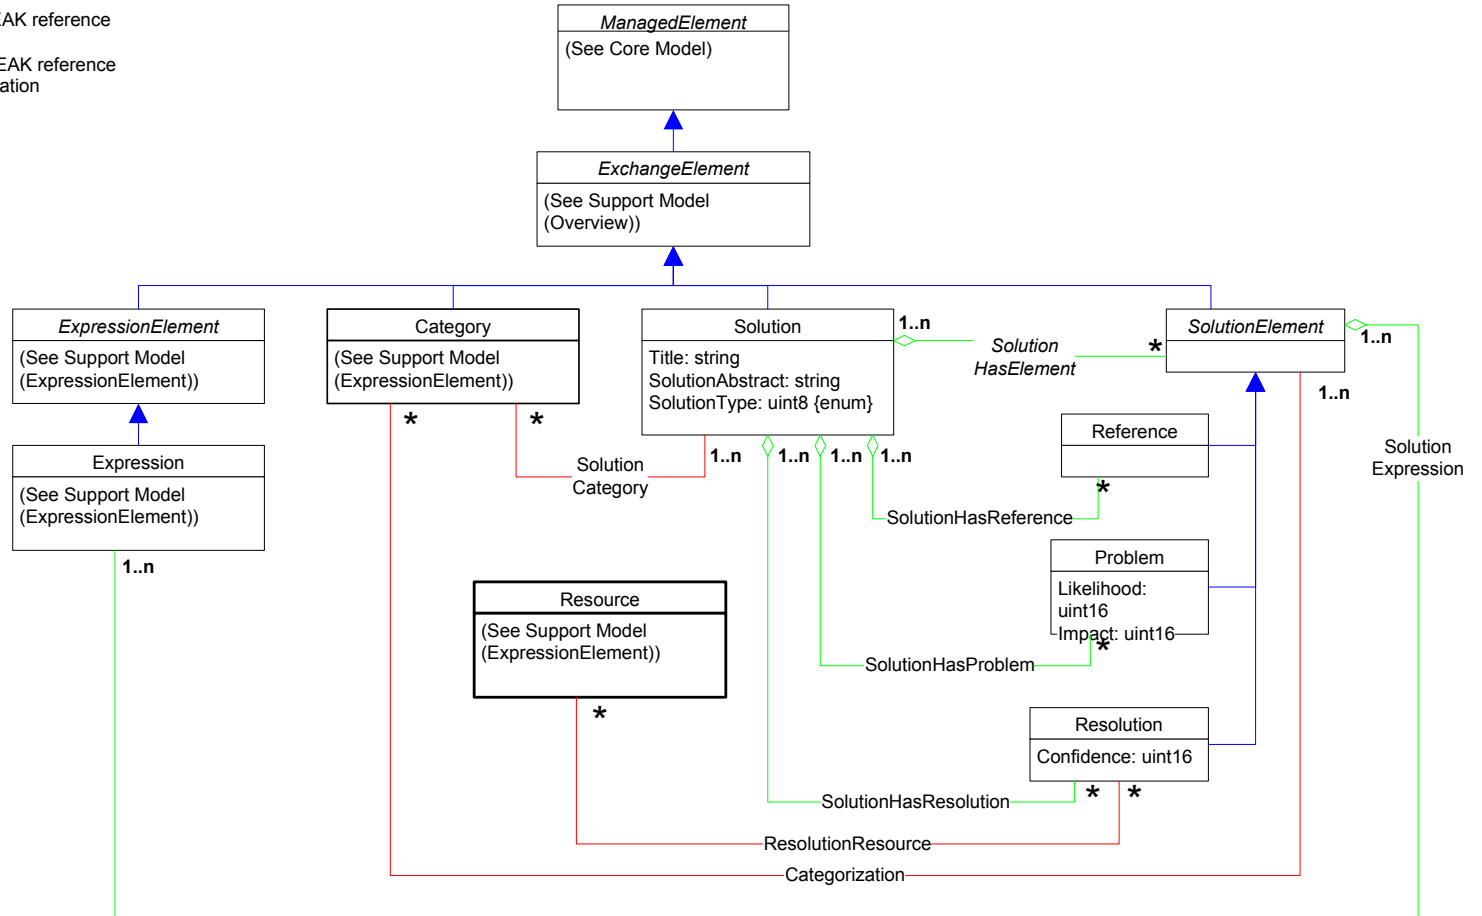 EAK reference
EAK reference
ation
ManagedElement
(See Core Model)
ExchangeElement
(See Support Model
(Overview))
ExpressionElement
(See Support Model
(ExpressionElement))
Category
(See Support Model
(ExpressionElement))
Solution
Title: string
SolutionAbstract: string
SolutionType: uint8 {enum}
1..n
Solution
HasElement
*
SolutionElement
1..n
1..n
Solution
Expression
Expression
(See Support Model
(ExpressionElement))
1..n
*
*
Solution
Category
1..n
1..n
1..n
1..n
Reference
*
SolutionHasReference
Problem
Likelihood:
uint16
Impact: uint16
*
SolutionHasProblem
Resource
(See Support Model
(ExpressionElement))
*
Resolution
Confidence: uint16
*
*
SolutionHasResolution
ResolutionResource
Categorization